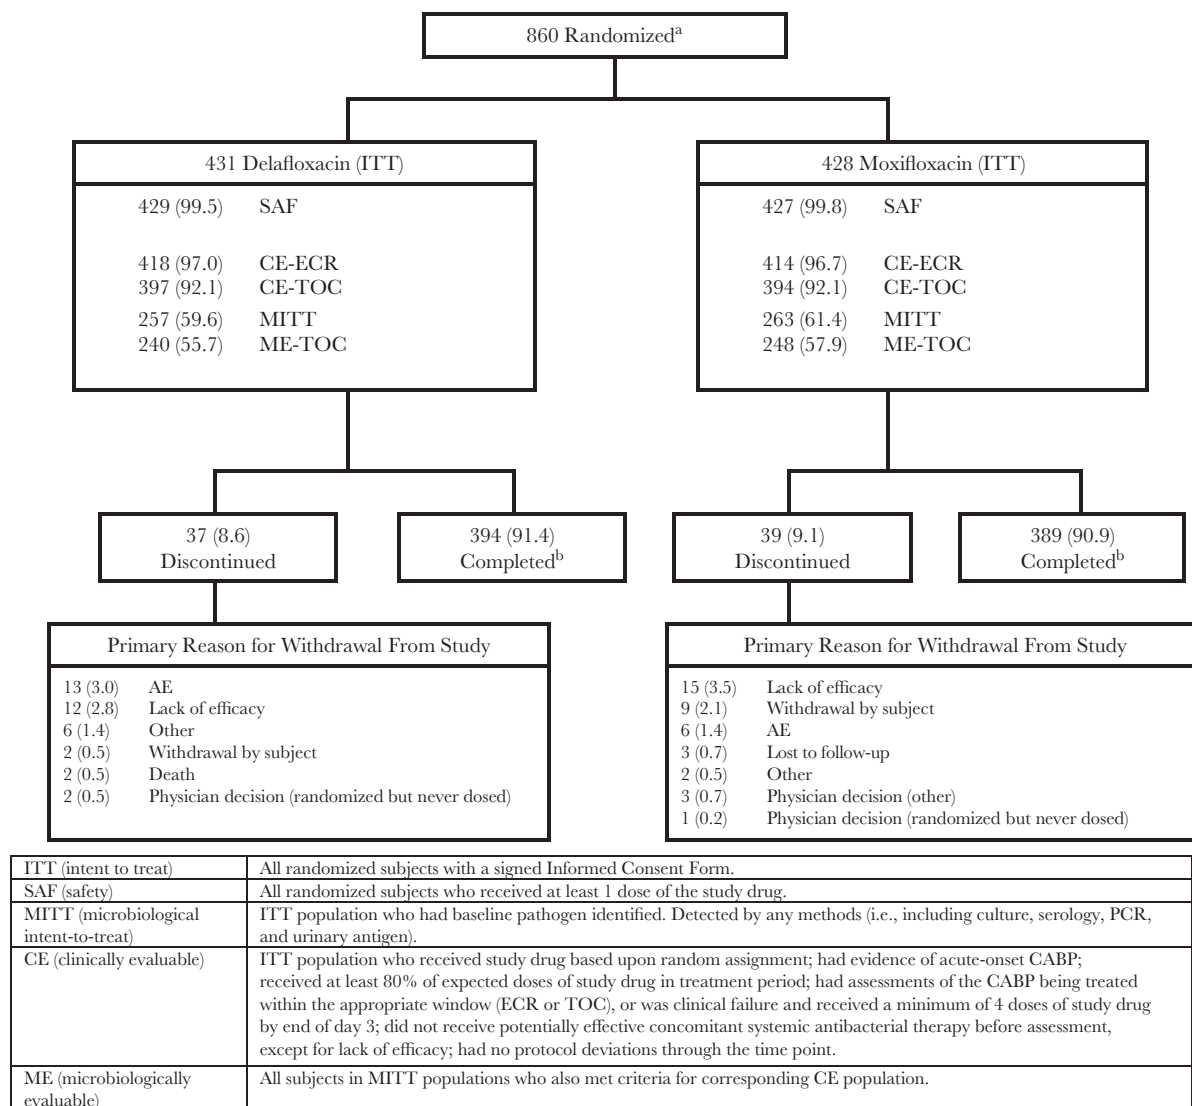 860 Randomizedᵃ
431 Delafloxacin (ITT)
429 (99.5) SAF
418 (97.0) CE-ECR
397 (92.1) CE-TOC
257 (59.6) MITT
240 (55.7) ME-TOC
428 Moxifloxacin (ITT)
427 (99.8) SAF
414 (96.7) CE-ECR
394 (92.1) CE-TOC
263 (61.4) MITT
248 (57.9) ME-TOC
37 (8.6)
Discontinued
394 (91.4)
Completedᵇ
39 (9.1)
Discontinued
389 (90.9)
Completedᵇ
Primary Reason for Withdrawal From Study
13 (3.0) AE
12 (2.8) Lack of efficacy
6 (1.4) Other
2 (0.5) Withdrawal by subject
2 (0.5) Death
2 (0.5) Physician decision (randomized but never dosed)
Primary Reason for Withdrawal From Study
15 (3.5) Lack of efficacy
9 (2.1) Withdrawal by subject
6 (1.4) AE
3 (0.7) Lost to follow-up
2 (0.5) Other
3 (0.7) Physician decision (other)
1 (0.2) Physician decision (randomized but never dosed)
ITT (intent to treat) All randomized subjects with a signed Informed Consent Form.
SAF (safety) All randomized subjects who received at least 1 dose of the study drug.
MITT (microbiological
intent-to-treat)
ITT population who had baseline pathogen identified. Detected by any methods (i.e., including culture, serology, PCR,
and urinary antigen).
CE (clinically evaluable)
ITT population who received study drug based upon random assignment; had evidence of acute-onset CABP;
received at least 80% of expected doses of study drug in treatment period; had assessments of the CABP being treated
within the appropriate window (ECR or TOC), or was clinical failure and received a minimum of 4 doses of study drug
by end of day 3; did not receive potentially effective concomitant systemic antibacterial therapy before assessment,
except for lack of efficacy; had no protocol deviations through the time point.
ME (microbiologically
evaluable)
All subjects in MITT populations who also met criteria for corresponding CE population.